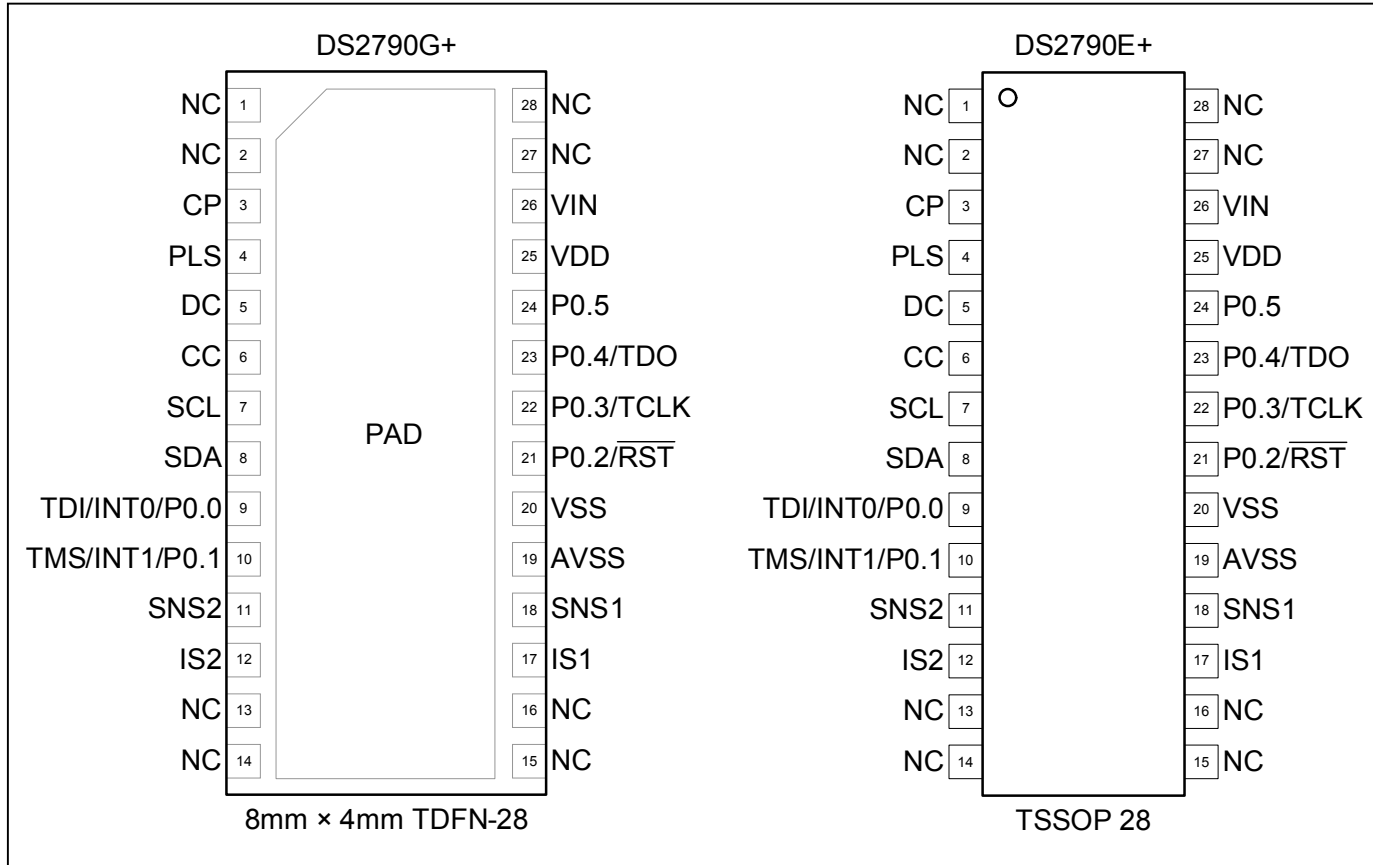 DS2790G+
NC 1
NC 2
CP 3
PLS 4
DC 5
CC 6
SCL 7
SDA 8
TDI/INT0/P0.0 9
TMS/INT1/P0.1 10
SNS2 11
IS2 12
NC 13
NC 14
PAD
28 NC
27 NC
26 VIN
25 VDD
24 P0.5
23 P0.4/TDO
22 P0.3/TCLK
21 P0.2/R̅S̅T̅
20 VSS
19 AVSS
18 SNS1
17 IS1
16 NC
15 NC
8mm × 4mm TDFN-28
DS2790E+
NC 1
NC 2
CP 3
PLS 4
DC 5
CC 6
SCL 7
SDA 8
TDI/INT0/P0.0 9
TMS/INT1/P0.1 10
SNS2 11
IS2 12
NC 13
NC 14
28 NC
27 NC
26 VIN
25 VDD
24 P0.5
23 P0.4/TDO
22 P0.3/TCLK
21 P0.2/R̅S̅T̅
20 VSS
19 AVSS
18 SNS1
17 IS1
16 NC
15 NC
TSSOP 28